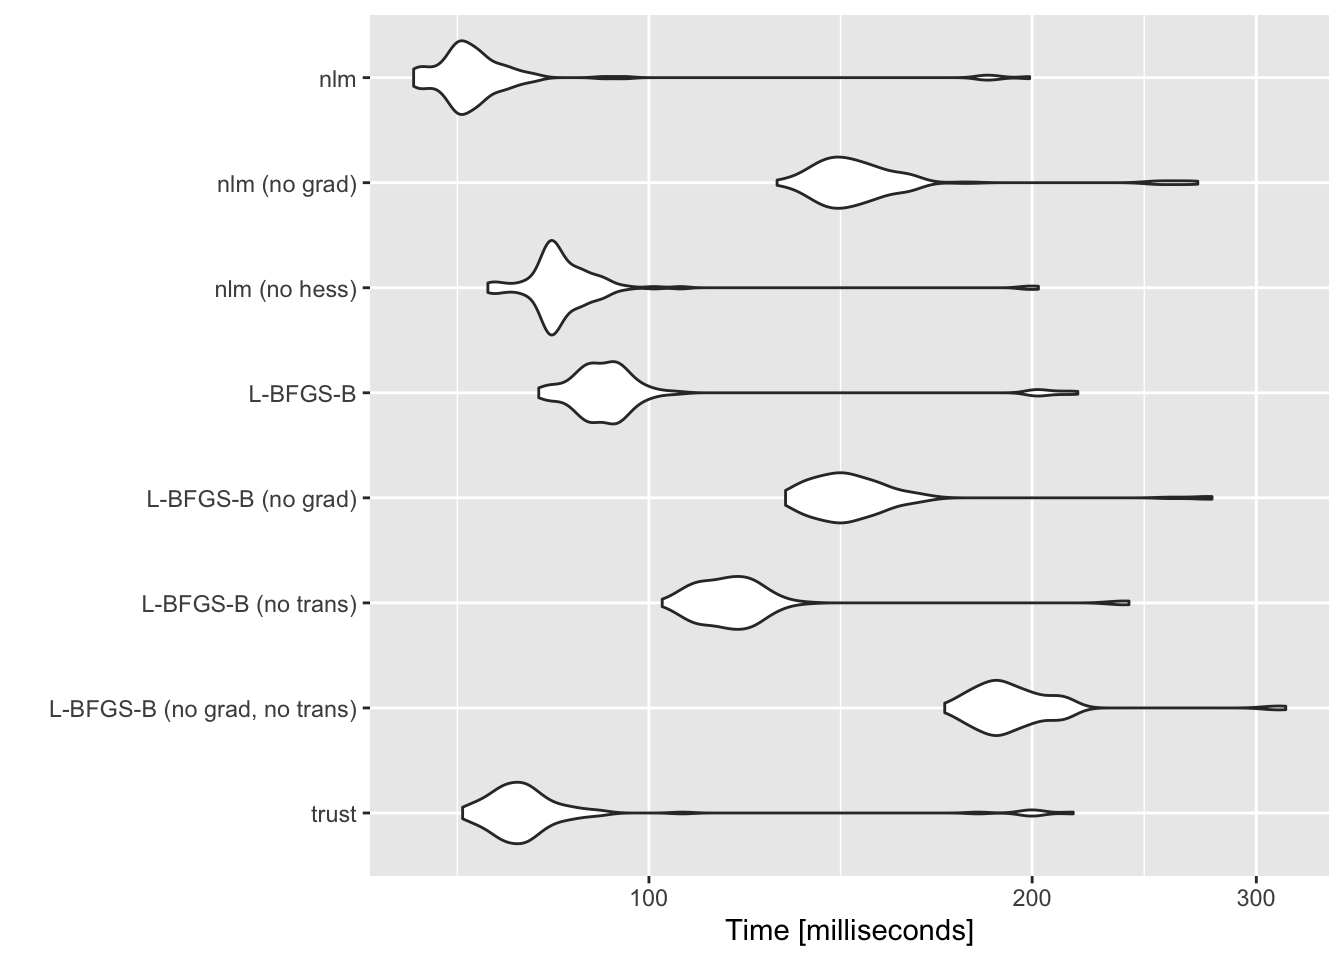 nlm
nlm (no grad)
nlm (no hess)
L-BFGS-B
L-BFGS-B (no grad)
L-BFGS-B (no trans)
L-BFGS-B (no grad, no trans)
trust
100 200 300
Time [milliseconds]